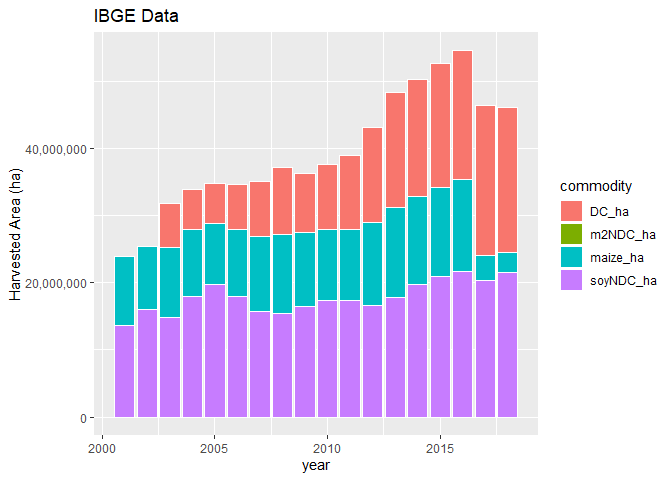 IBGE Data
Harvested Area (ha)
40,000,000
20,000,000
0
2000
2005
2010
2015
year
commodity
DC_ha
m2NDC_ha
maize_ha
soyNDC_ha